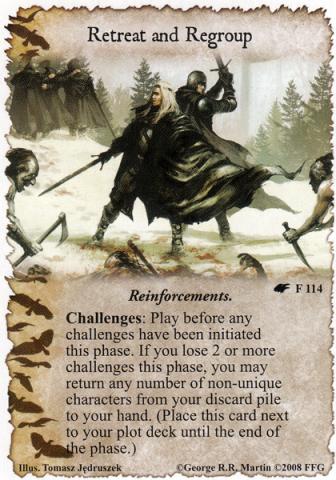 Retreat and Regroup
F 114
Reinforcements.
Challenges: Play before any
challenges have been initiated
this phase. If you lose 2 or more
challenges this phase, you may
return any number of non-unique
characters from your discard pile
to your hand. (Place this card next
to your plot deck until the end of
the phase.)
Illus. Tomasz Jędruszek ©George R.R. Martin ©2008 FFG